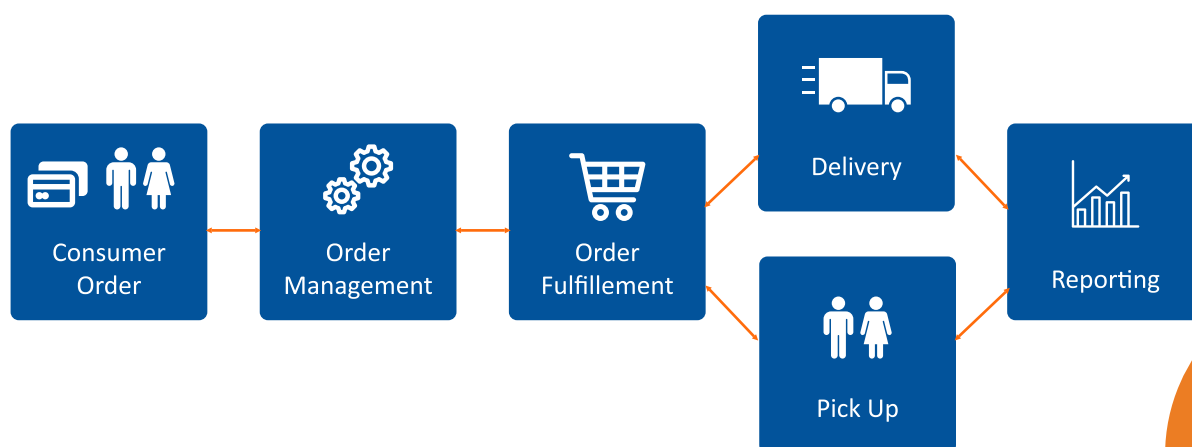 Consumer
Order
Order
Management
Order
Fulfillement
Delivery
Pick Up
Reporting